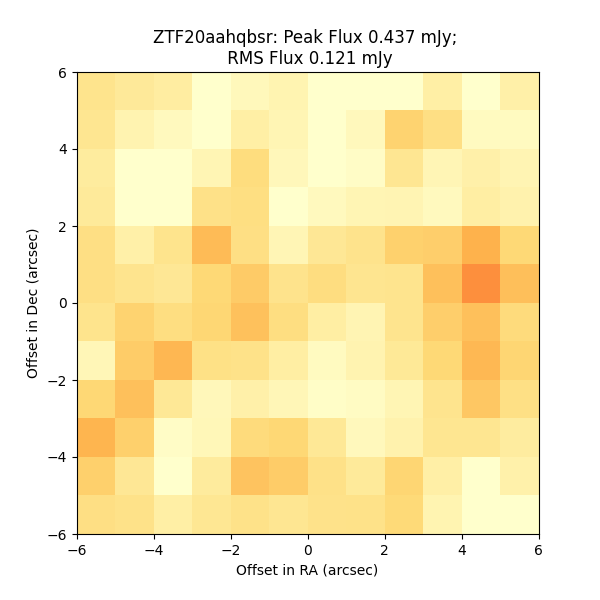 ZTF20aahqbsr: Peak Flux 0.437 mJy;
RMS Flux 0.121 mJy
6
4
2
0
−2
−4
−6
Offset in Dec (arcsec)
−6 −4 −2 0 2 4 6
Offset in RA (arcsec)